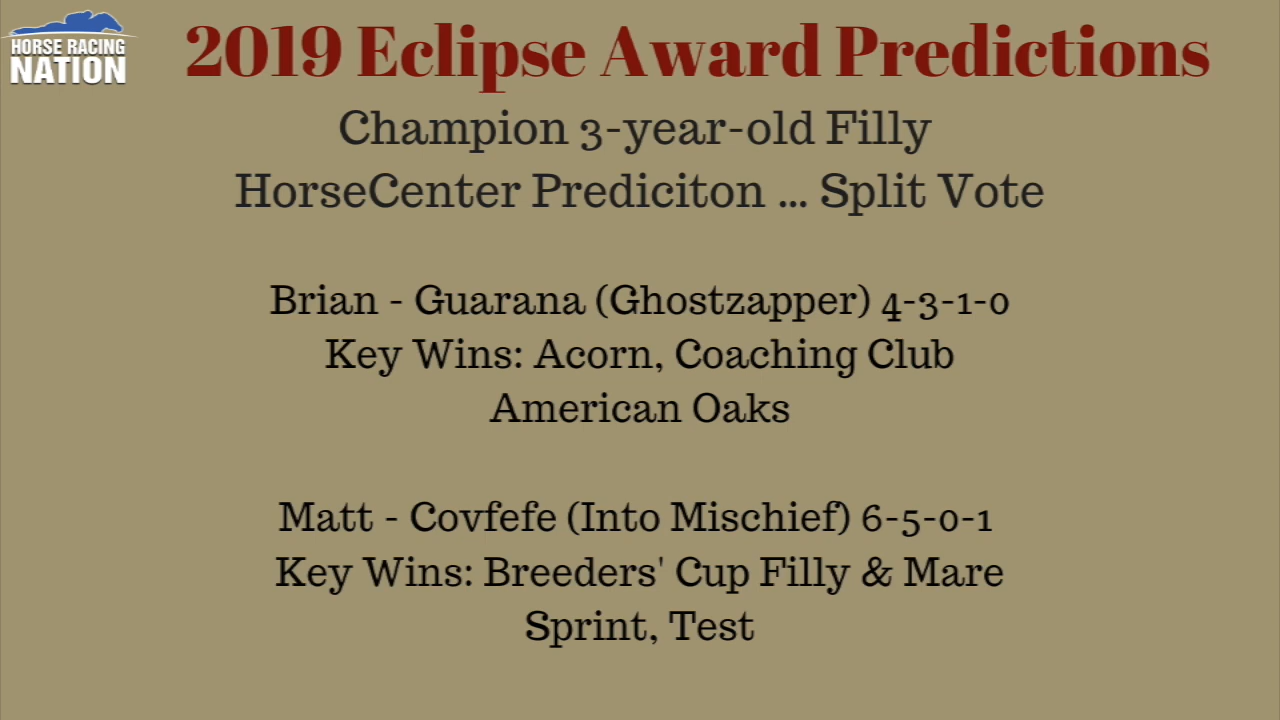 HORSE RACING
NATION
2019 Eclipse Award Predictions
Champion 3-year-old Filly
HorseCenter Prediciton ... Split Vote
Brian - Guarana (Ghostzapper) 4-3-1-0
Key Wins: Acorn, Coaching Club
American Oaks
Matt - Covfefe (Into Mischief) 6-5-0-1
Key Wins: Breeders' Cup Filly & Mare
Sprint, Test